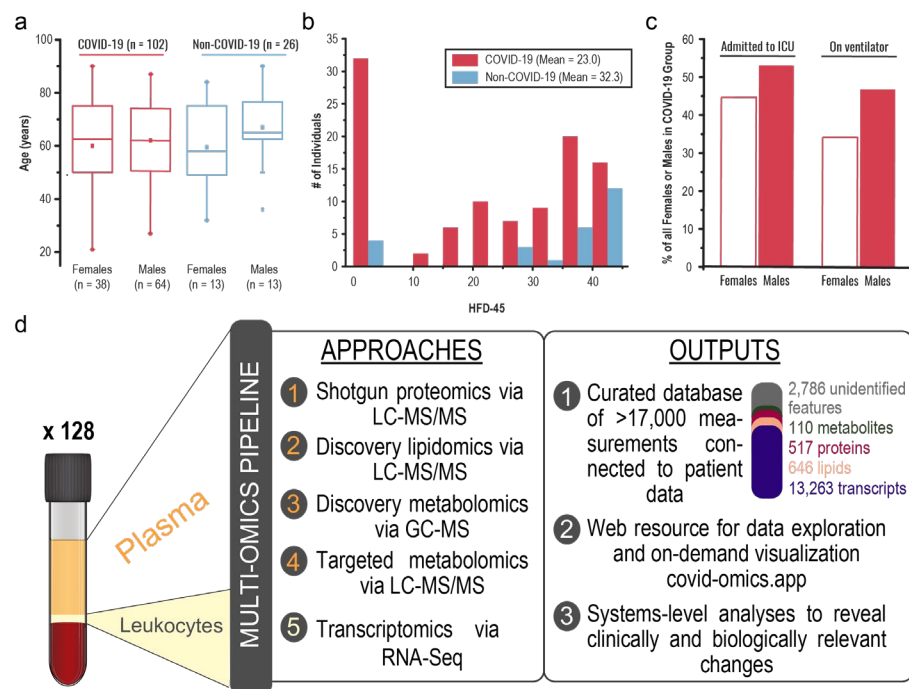 a
COVID-19 (n = 102)
Non-COVID-19 (n = 26)
100
80
60
40
20
Age (years)
Females
(n = 38)
Males
(n = 64)
Females
(n = 13)
Males
(n = 13)
b
COVID-19 (Mean = 23.0)
Non-COVID-19 (Mean = 32.3)
35
30
25
20
15
10
5
0
# of Individuals
0
10
20
30
40
HFD-45
c
Admitted to ICU
On ventilator
60
50
40
30
20
10
0
% of all Females or Males in COVID-19 Group
Females
Males
Females
Males
d
x 128
Plasma
Leukocytes
MULTI-OMICS PIPELINE
APPROACHES
1 Shotgun proteomics via
LC-MS/MS
2 Discovery lipidomics via
LC-MS/MS
3 Discovery metabolomics
via GC-MS
4 Targeted metabolomics
via LC-MS/MS
5 Transcriptomics via
RNA-Seq
OUTPUTS
1 Curated database
of >17,000 mea-
surements con-
nected to patient
data
2,786 unidentified
features
110 metabolites
517 proteins
646 lipids
13,263 transcripts
2 Web resource for data exploration
and on-demand visualization
covid-omics.app
3 Systems-level analyses to reveal
clinically and biologically relevant
changes